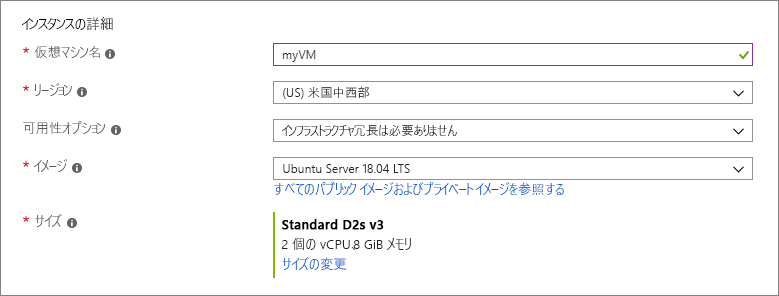 インスタンスの詳細
* 仮想マシン名
myVM
* リージョン
(US) 米国中西部
可用性オプション
インフラストラクチャ冗長は必要ありません
* イメージ
Ubuntu Server 18.04 LTS
すべてのパブリック イメージおよびプライベート イメージを参照する
* サイズ
Standard D2s v3
2 個の vCPU、8 GiB メモリ
サイズの変更